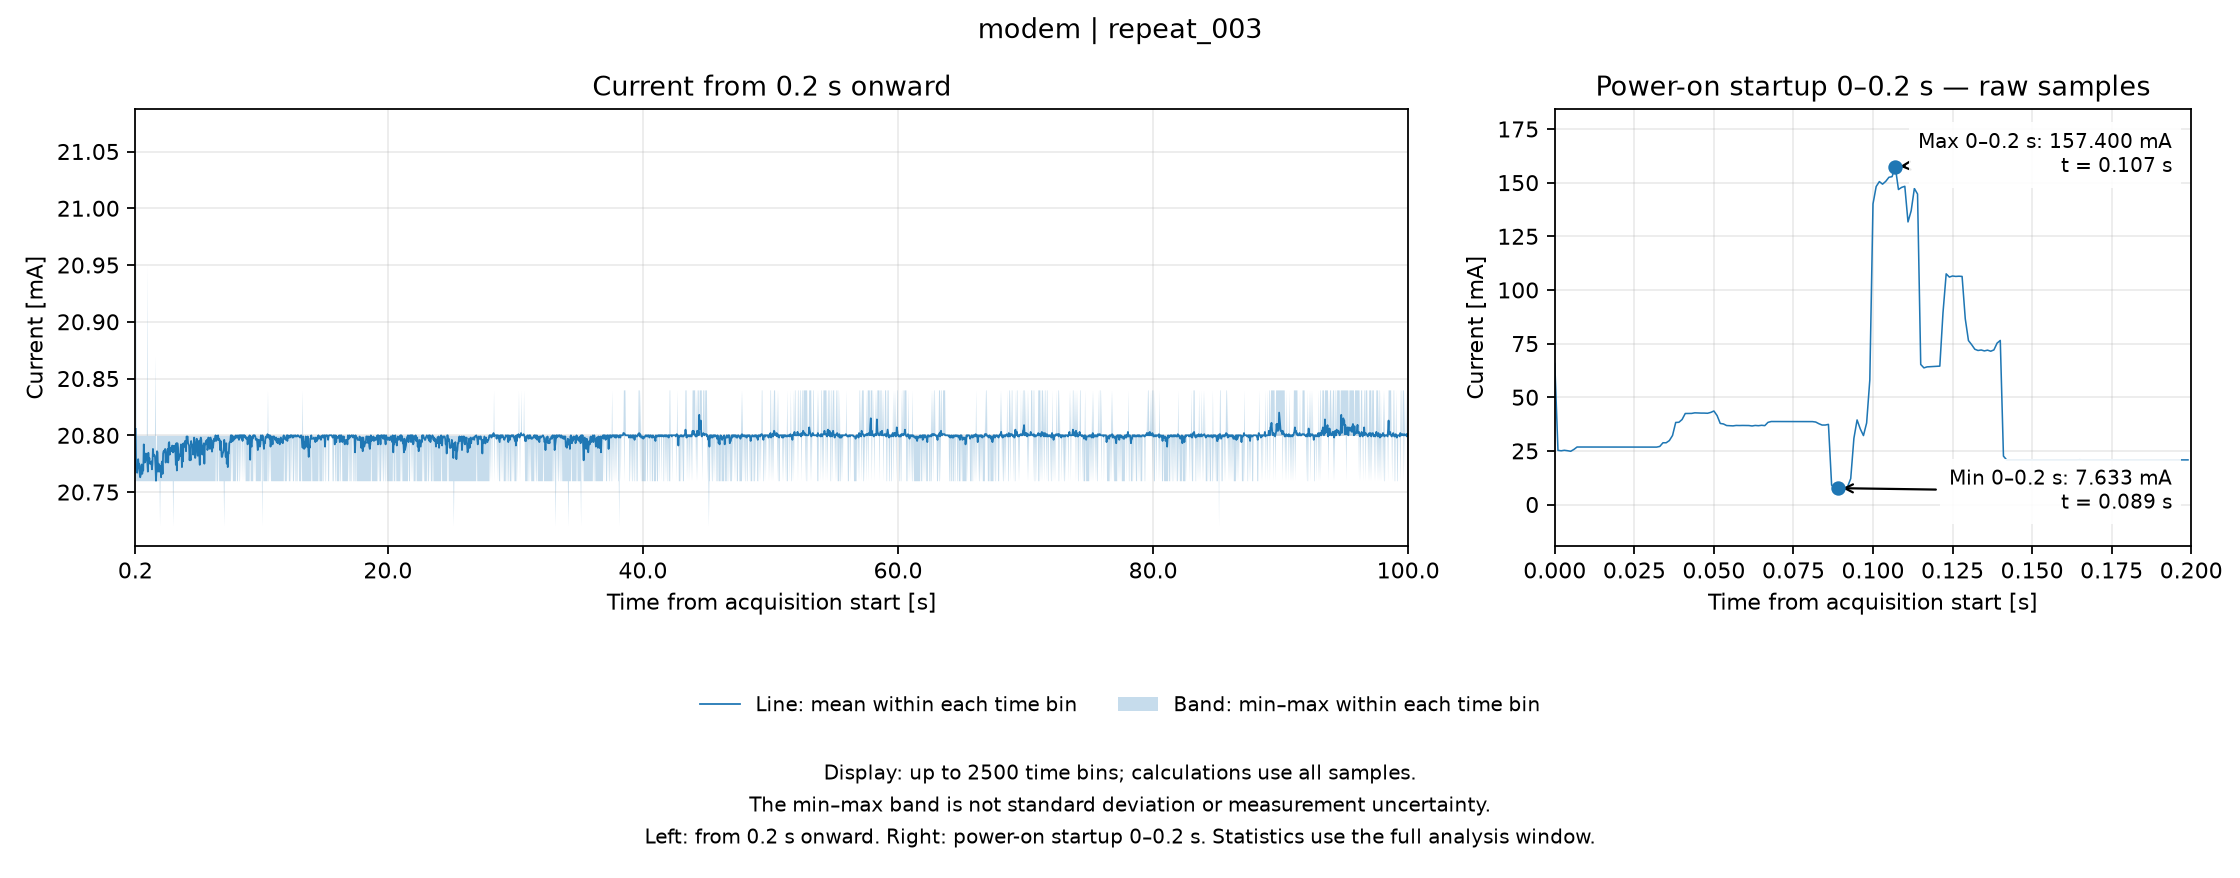 modem | repeat_003
Current from 0.2 s onward
Current [mA]
21.05
21.00
20.95
20.90
20.85
20.80
20.75
0.2
20.0
40.0
60.0
80.0
100.0
Time from acquisition start [s]
Power-on startup 0–0.2 s — raw samples
Current [mA]
175
150
125
100
75
50
25
0
Max 0–0.2 s: 157.400 mA
t = 0.107 s
Min 0–0.2 s: 7.633 mA
t = 0.089 s
0.000
0.025
0.050
0.075
0.100
0.125
0.150
0.175
0.200
Time from acquisition start [s]
Line: mean within each time bin
Band: min–max within each time bin
Display: up to 2500 time bins; calculations use all samples.
The min–max band is not standard deviation or measurement uncertainty.
Left: from 0.2 s onward. Right: power-on startup 0–0.2 s. Statistics use the full analysis window.